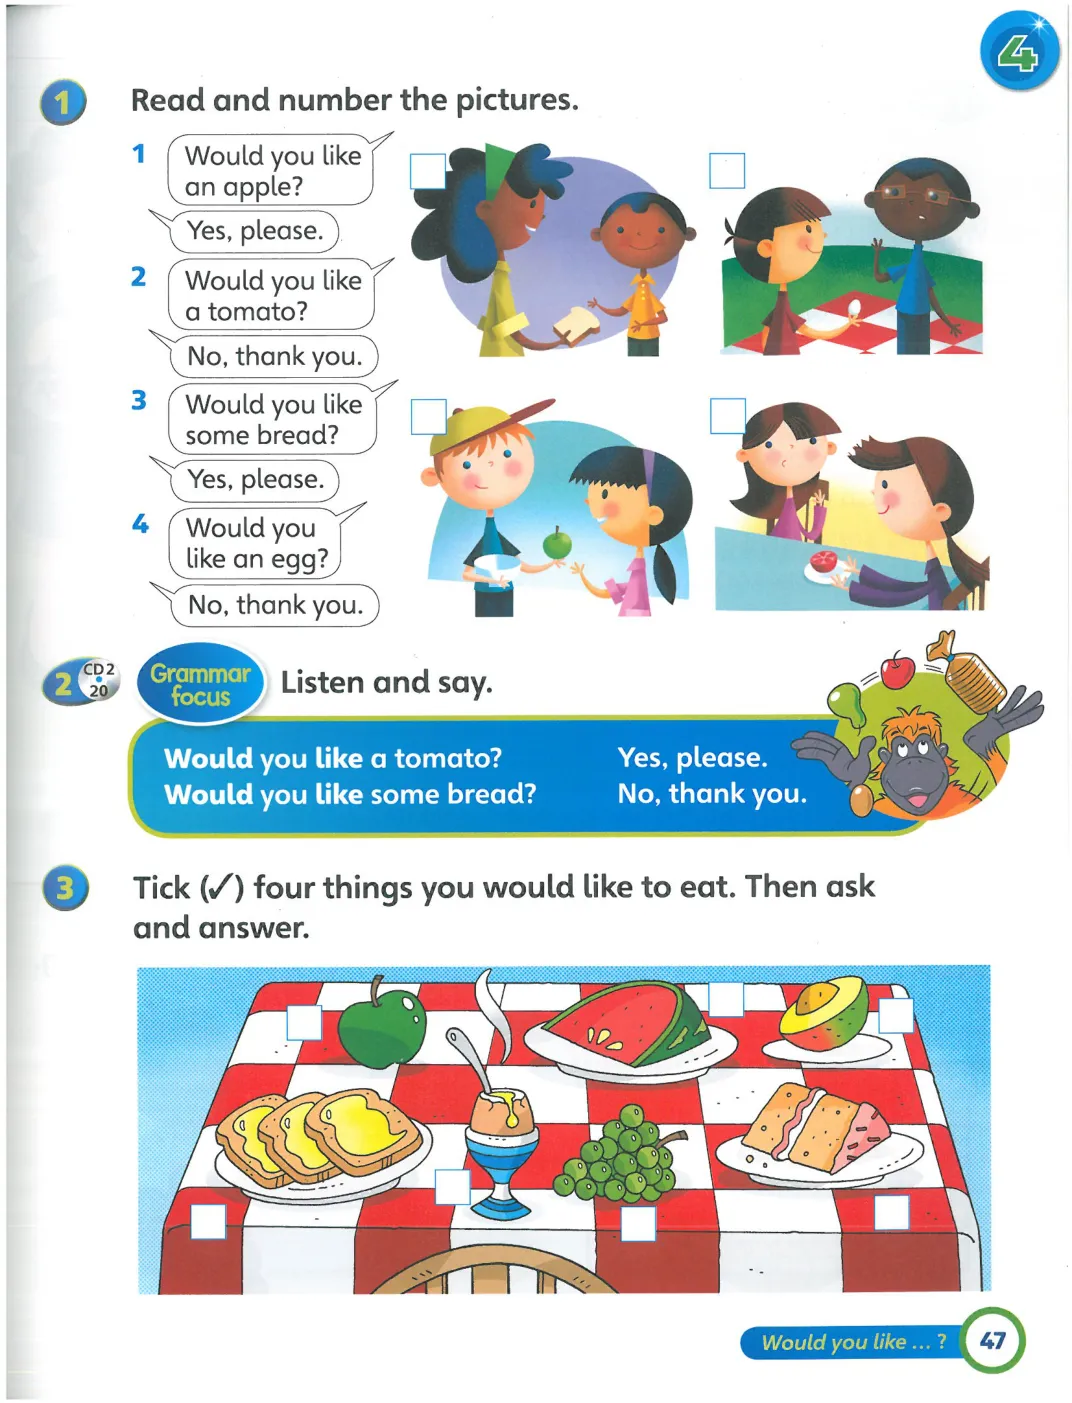 4
1 Read and number the pictures.
1 Would you like
an apple?
Yes, please.
2 Would you like
a tomato?
No, thank you.
3 Would you like
some bread?
Yes, please.
4 Would you
like an egg?
No, thank you.
2 CD2
20
Grammar
focus
Listen and say.
Would you like a tomato? Yes, please.
Would you like some bread? No, thank you.
3 Tick (✓) four things you would like to eat. Then ask
and answer.
Would you like ... ? 47